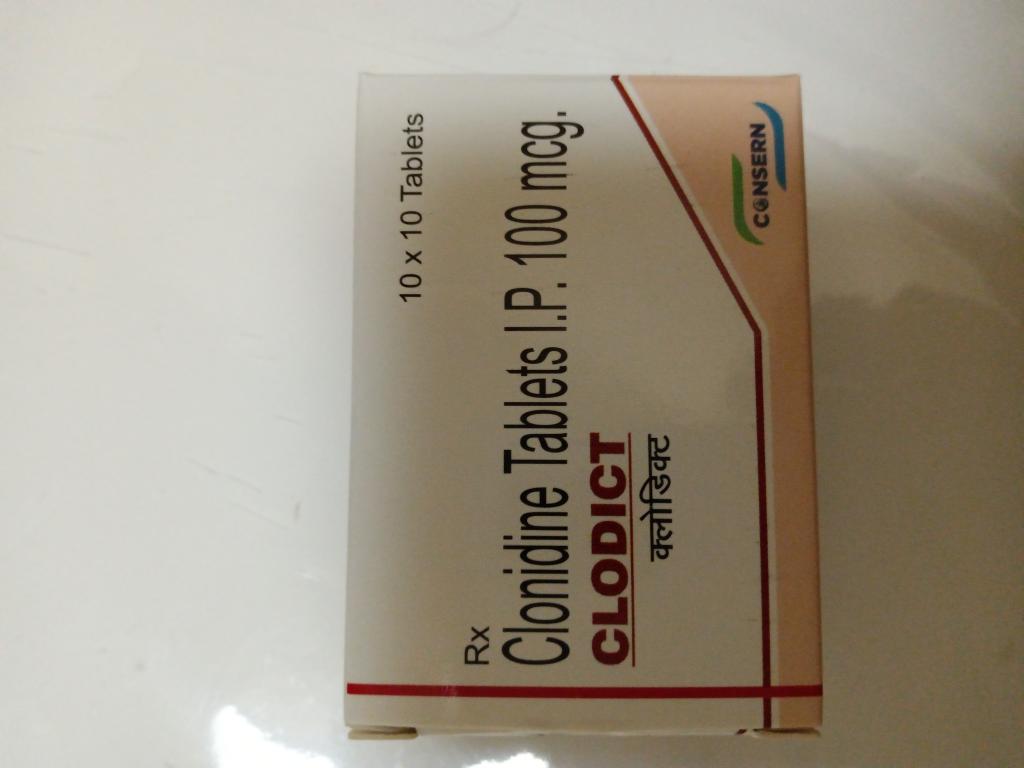 10 x 10 Tablets
Rx
Clonidine Tablets I.P. 100 mcg.
CLODICT
क्लोडिक्ट
CONSERN